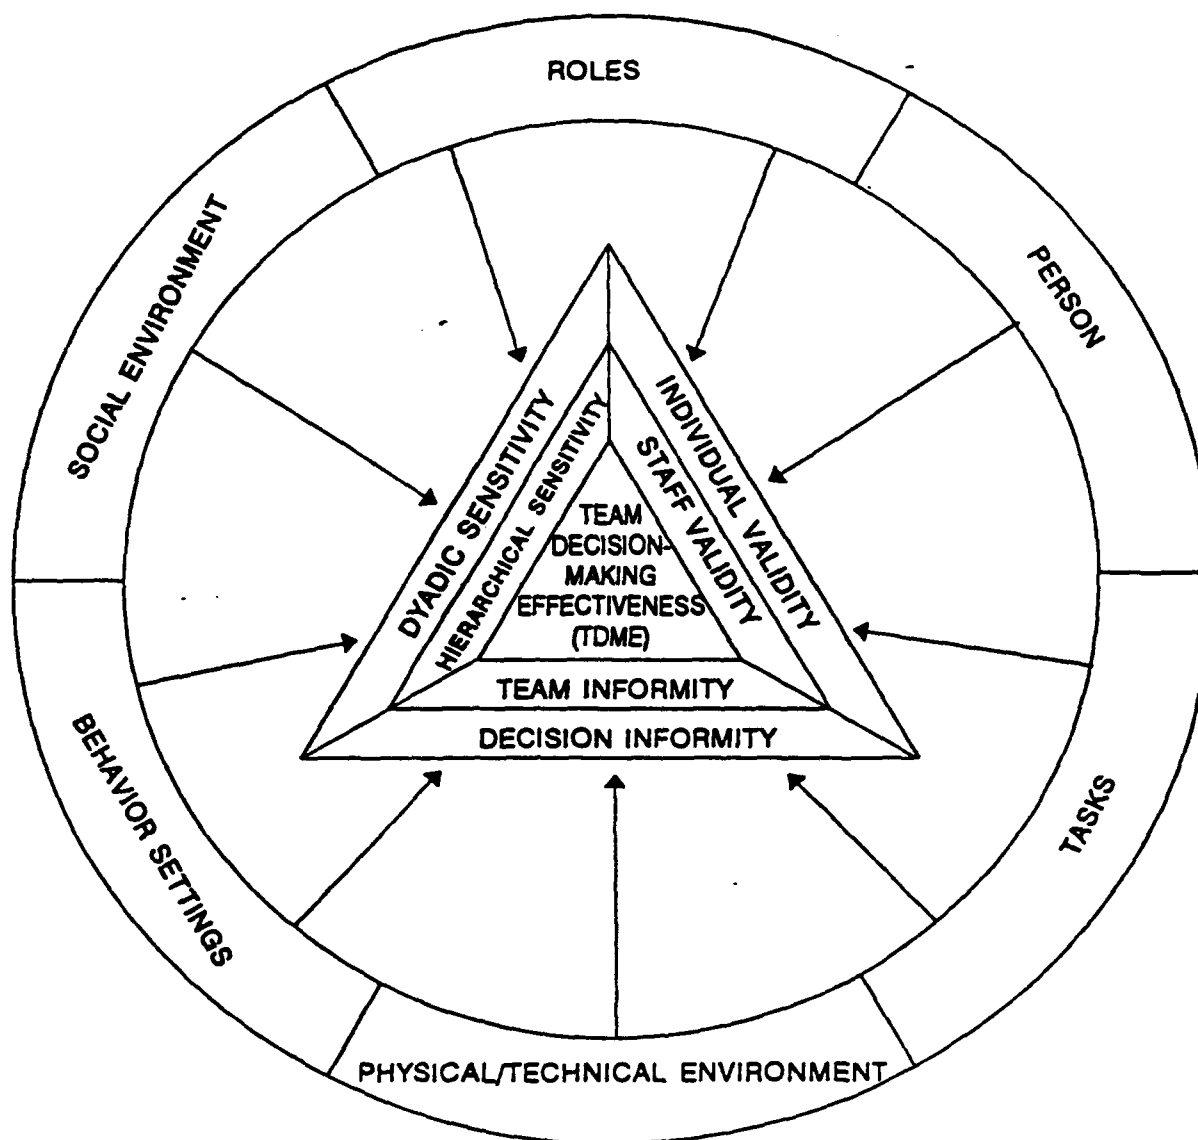 ROLES
PERSON
SOCIAL ENVIRONMENT
INDIVIDUAL VALIDITY
STAFF VALIDITY
DYADIC SENSITIVITY
HIERARCHICAL SENSITIVITY
TEAM
DECISION-
MAKING
EFFECTIVENESS
(TDME)
TEAM INFORMITY
DECISION INFORMITY
BEHAVIOR SETTINGS
TASKS
PHYSICAL/TECHNICAL ENVIRONMENT